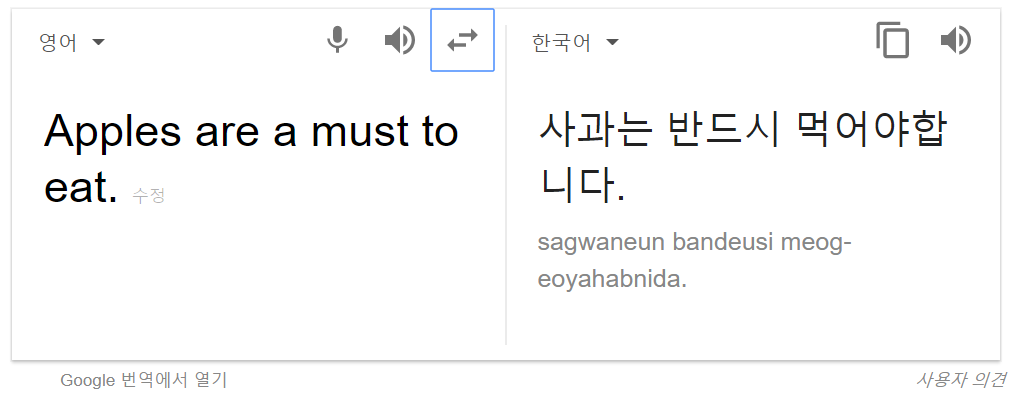 영어
한국어
Apples are a must to
eat. 수정
사과는 반드시 먹어야합
니다.
sagwaneun bandeusi meog-
eoyahabnida.
Google 번역에서 열기
사용자 의견